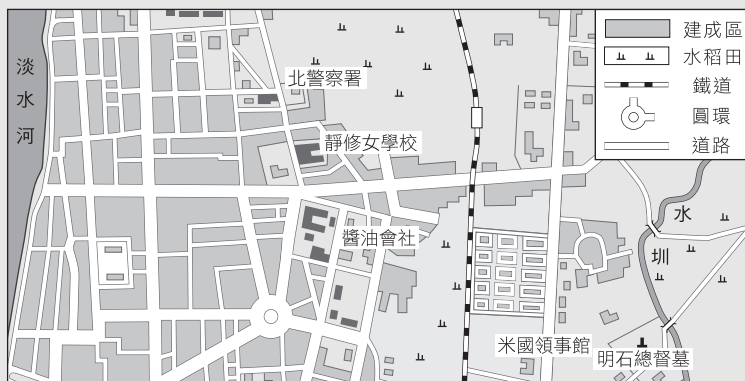 淡水河
北警察署
靜修女學校
醬油會社
米國領事館
明石總督墓
水圳
建成區
水稻田
鐵道
圓環
道路